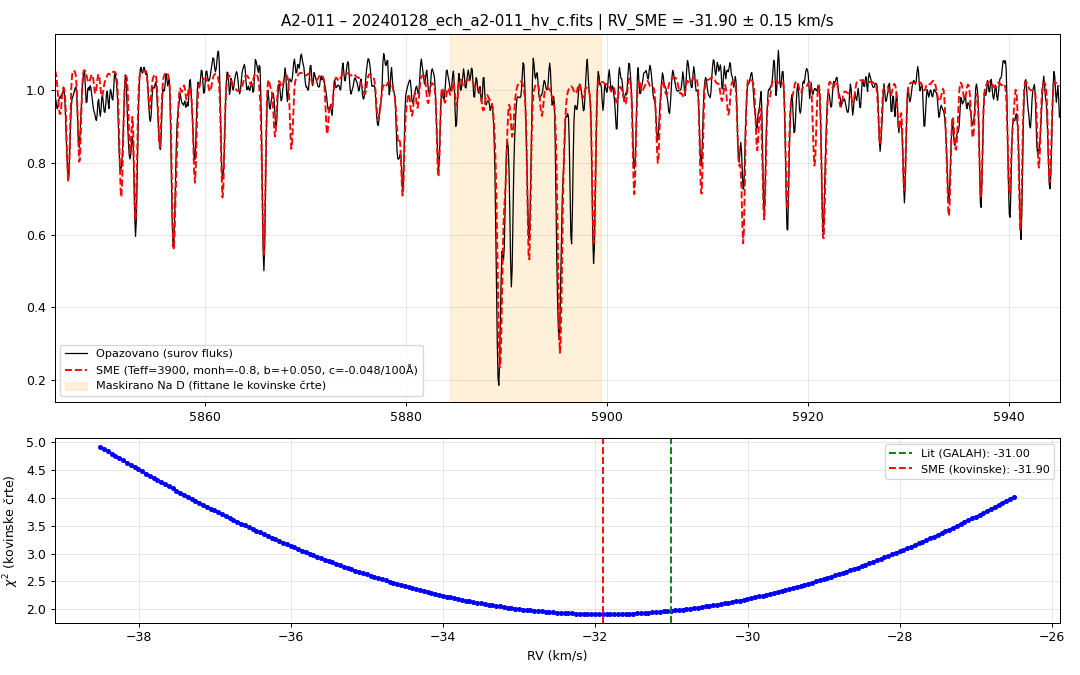 A2-011 – 20240128_ech_a2-011_hv_c.fits | RV_SME = -31.90 ± 0.15 km/s
1.0
0.8
0.6
0.4
0.2
Opazovano (surov fluks)
SME (Teff=3900, monh=-0.8, b=+0.050, c=-0.048/100Å)
Maskirano Na D (fittane le kovinske črte)
5860 5880 5900 5920 5940
χ² (kovinske črte)
5.0
4.5
4.0
3.5
3.0
2.5
2.0
Lit (GALAH): -31.00
SME (kovinske): -31.90
−38 −36 −34 −32 −30 −28 −26
RV (km/s)